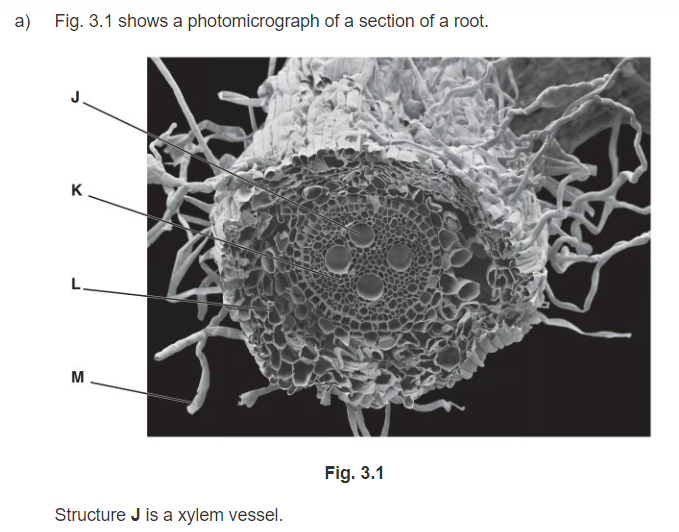 a) Fig. 3.1 shows a photomicrograph of a section of a root.
J
K
L
M
Fig. 3.1
Structure J is a xylem vessel.